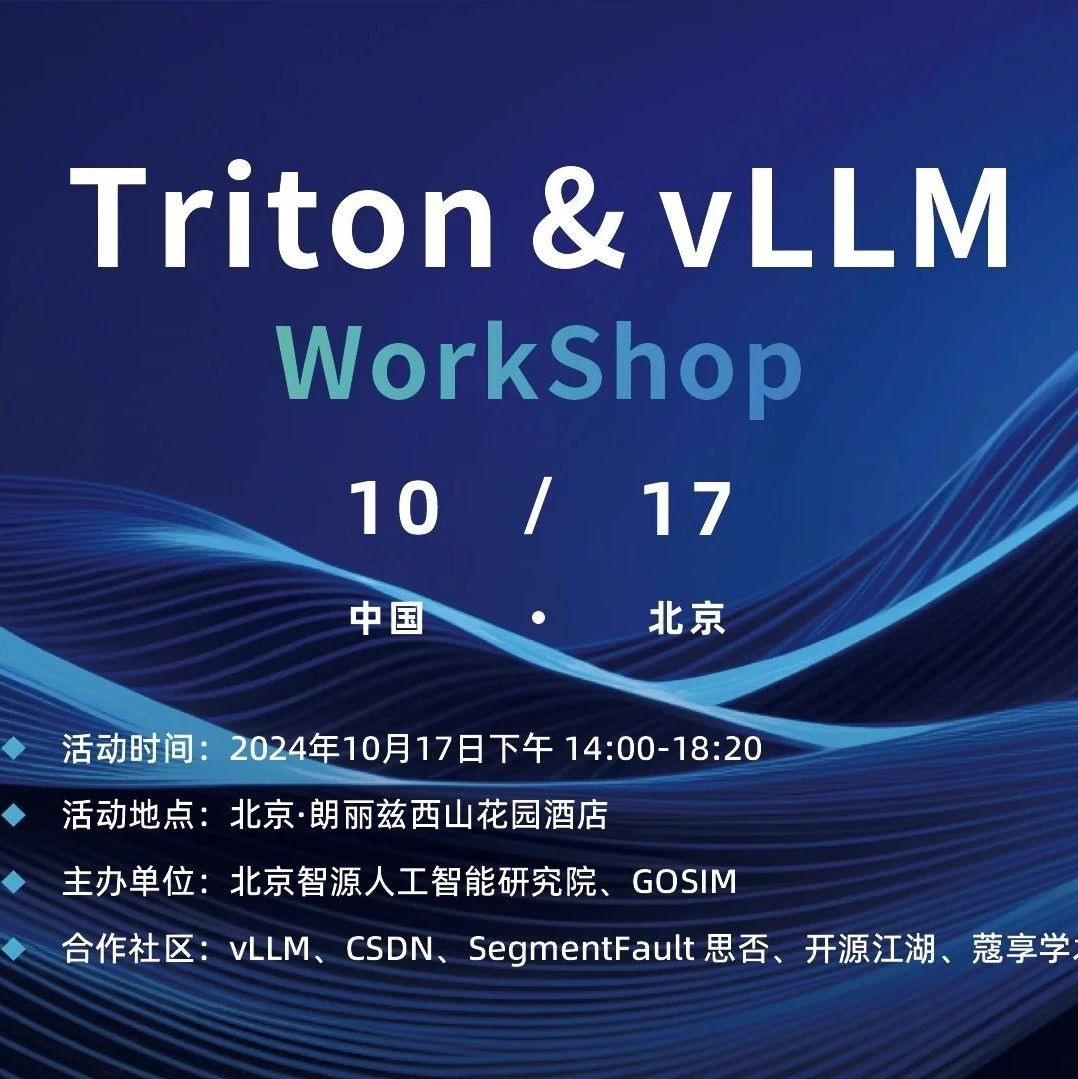 Triton & vLLM
WorkShop
10 / 17
中国 · 北京
活动时间：2024年10月17日下午 14:00-18:20
活动地点：北京·朗丽兹西山花园酒店
主办单位：北京智源人工智能研究院、GOSIM
合作社区：vLLM、CSDN、SegmentFault 思否、开源江湖、蔻享学